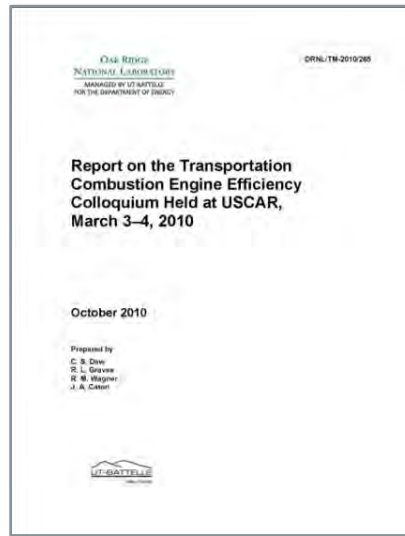 OAK RIDGE
NATIONAL LABORATORY
MANAGED BY UT-BATTELLE
FOR THE DEPARTMENT OF ENERGY
ORNL/TM-2010/265
Report on the Transportation
Combustion Engine Efficiency
Colloquium Held at USCAR,
March 3–4, 2010
October 2010
Prepared by
C. S. Daw
R. L. Graves
R. M. Wagner
J. A. Caton
UT-BATTELLE